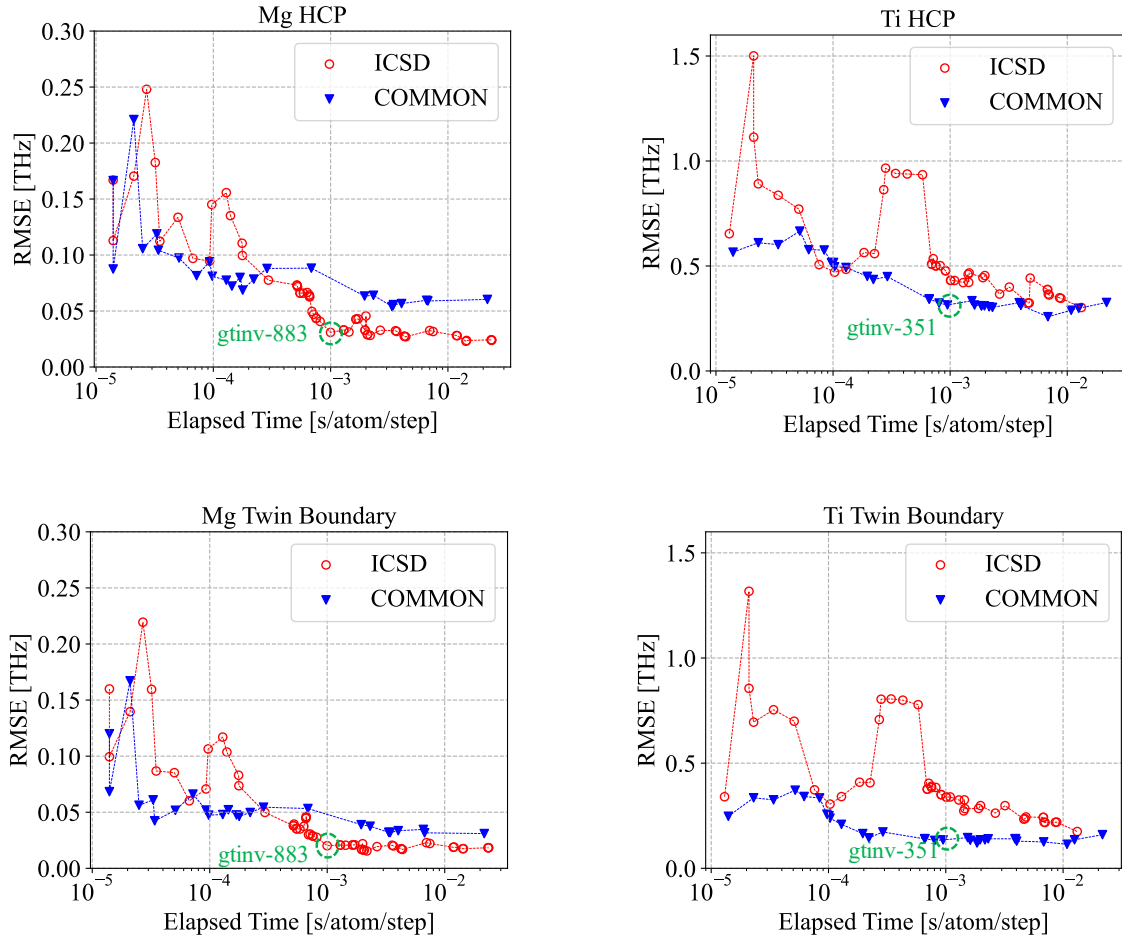 Mg HCP
0.30
0.25
0.20
0.15
0.10
0.05
0.00
RMSE [THz]
ICSD
COMMON
gtinv-883
10⁻⁵
10⁻⁴
10⁻³
10⁻²
Elapsed Time [s/atom/step]
Ti HCP
1.5
1.0
0.5
0.0
RMSE [THz]
ICSD
COMMON
gtinv-351
10⁻⁵
10⁻⁴
10⁻³
10⁻²
Elapsed Time [s/atom/step]
Mg Twin Boundary
0.30
0.25
0.20
0.15
0.10
0.05
0.00
RMSE [THz]
ICSD
COMMON
gtinv-883
10⁻⁵
10⁻⁴
10⁻³
10⁻²
Elapsed Time [s/atom/step]
Ti Twin Boundary
1.5
1.0
0.5
0.0
RMSE [THz]
ICSD
COMMON
gtinv-351
10⁻⁵
10⁻⁴
10⁻³
10⁻²
Elapsed Time [s/atom/step]